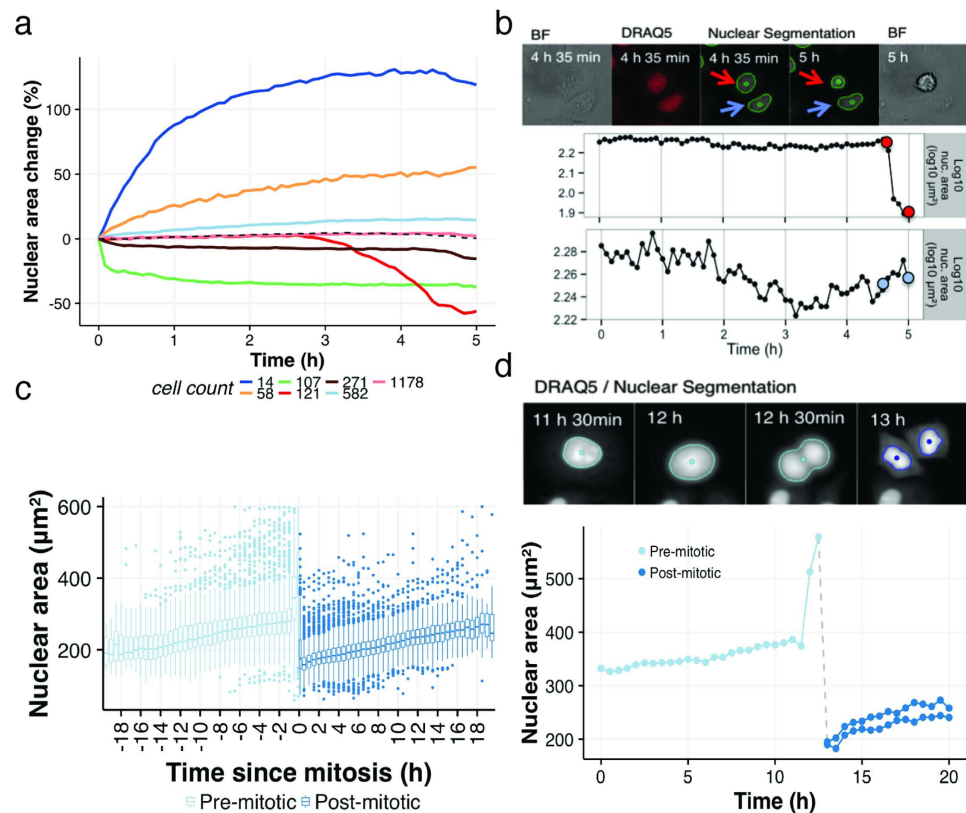 a
Nuclear area change (%)
100
50
0
-50
0 1 2 3 4 5
Time (h)
cell count 14 107 271 1178
58 121 582
b
BF DRAQ5 Nuclear Segmentation BF
4 h 35 min 4 h 35 min 4 h 35 min 5 h 5 h
2.2
2.1
2.0
1.9
Log10
nuc. area
(log10 μm²)
2.28
2.26
2.24
2.22
Log10
nuc. area
(log10 μm²)
0 1 2 3 4 5
Time (h)
c
Nuclear area (μm²)
600
400
200
-18 -16 -14 -12 -10 -8 -6 -4 -2 0 2 4 6 8 10 12 14 16 18
Time since mitosis (h)
Pre-mitotic Post-mitotic
d
DRAQ5 / Nuclear Segmentation
11 h 30min 12 h 12 h 30min 13 h
Nuclear area (μm²)
500
400
300
200
Pre-mitotic
Post-mitotic
0 5 10 15 20
Time (h)